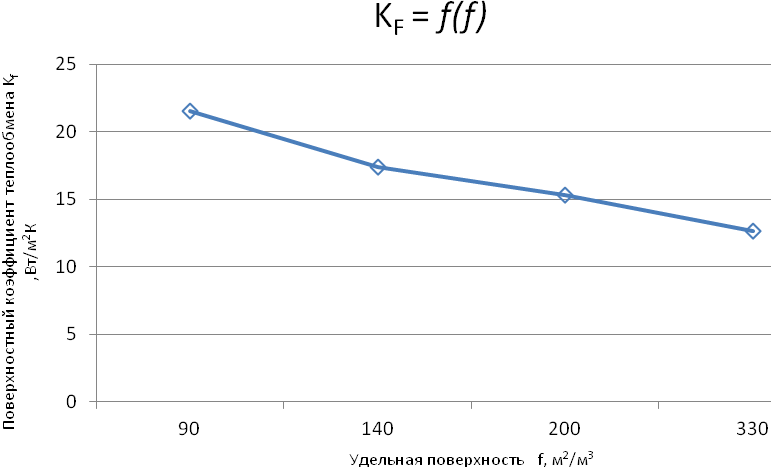 K_F = f(f)
Поверхностный коэффициент теплообмена K_f
,Вт/м²К
25
20
15
10
5
0
90 140 200 330
Удельная поверхность f, м²/м³